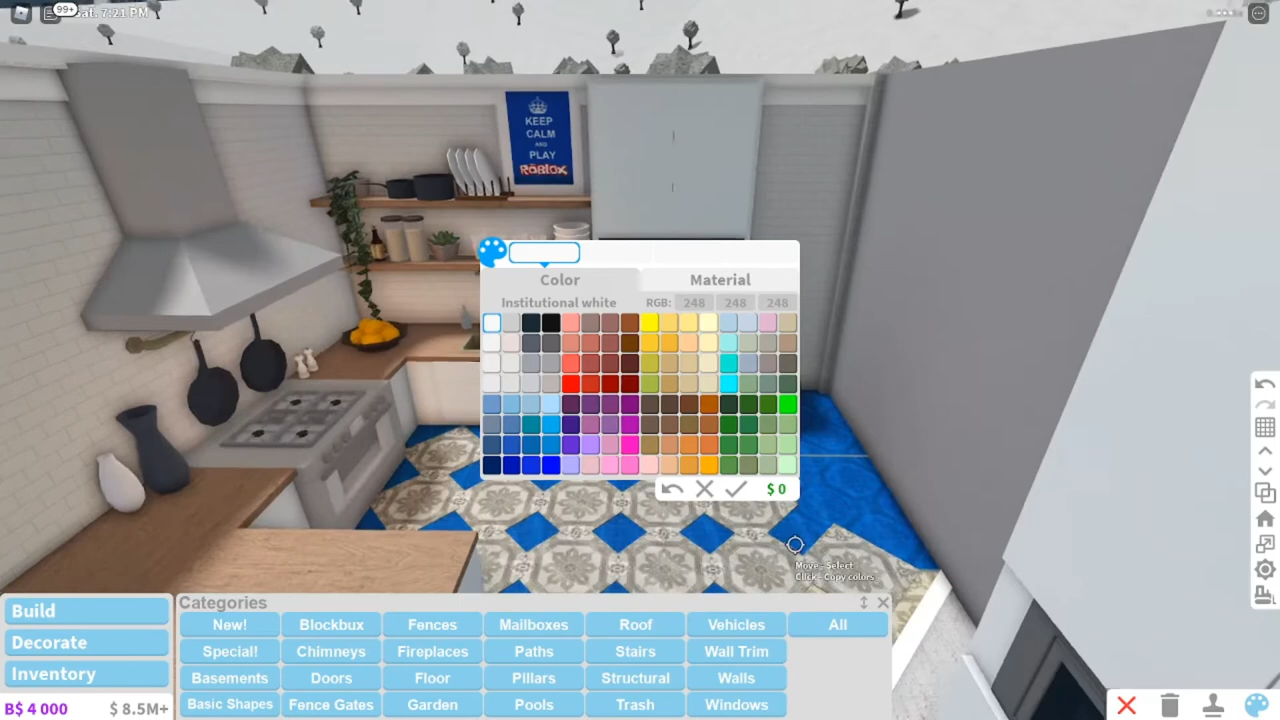 99+
Sat. 7:21 PM
KEEP
CALM
AND
PLAY
ROBLOX
Color
Material
Institutional white
RGB: 248 248 248
$ 0
Move - Select
Click - Copy colors
Build
Decorate
Inventory
B$ 4 000
$ 8.5M+
Categories
New!
Blockbux
Fences
Mailboxes
Roof
Vehicles
All
Special!
Chimneys
Fireplaces
Paths
Stairs
Wall Trim
Basements
Doors
Floor
Pillars
Structural
Walls
Basic Shapes
Fence Gates
Garden
Pools
Trash
Windows